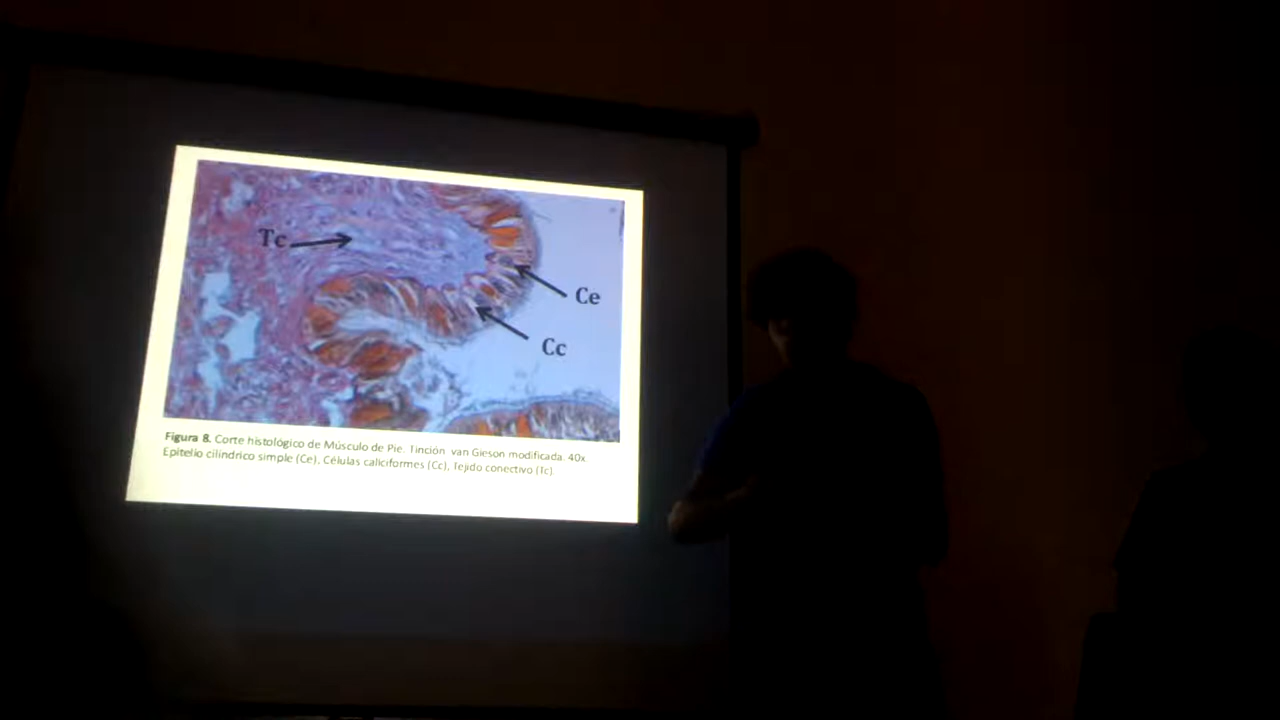 Tc
Ce
Cc
Figura 8. Corte histológico de Músculo de Pie. Tinción van Gieson modificada. 40x
Epitelio cilindrico simple (Ce), Células caliciformes (Cc), Tejido conectivo (Tc).